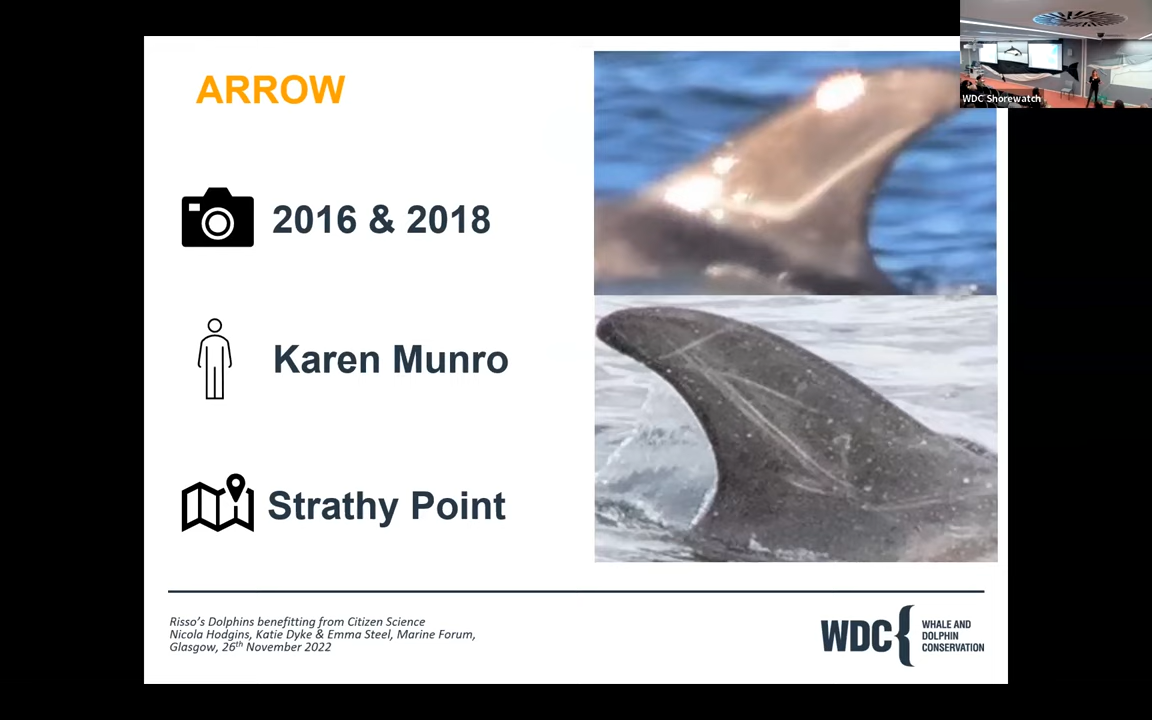 ARROW
2016 & 2018
Karen Munro
Strathy Point
Risso's Dolphins benefitting from Citizen Science
Nicola Hodgins, Katie Dyke & Emma Steel, Marine Forum,
Glasgow, 26th November 2022
WDC
WHALE AND
DOLPHIN
CONSERVATION
WDC Shorewatch